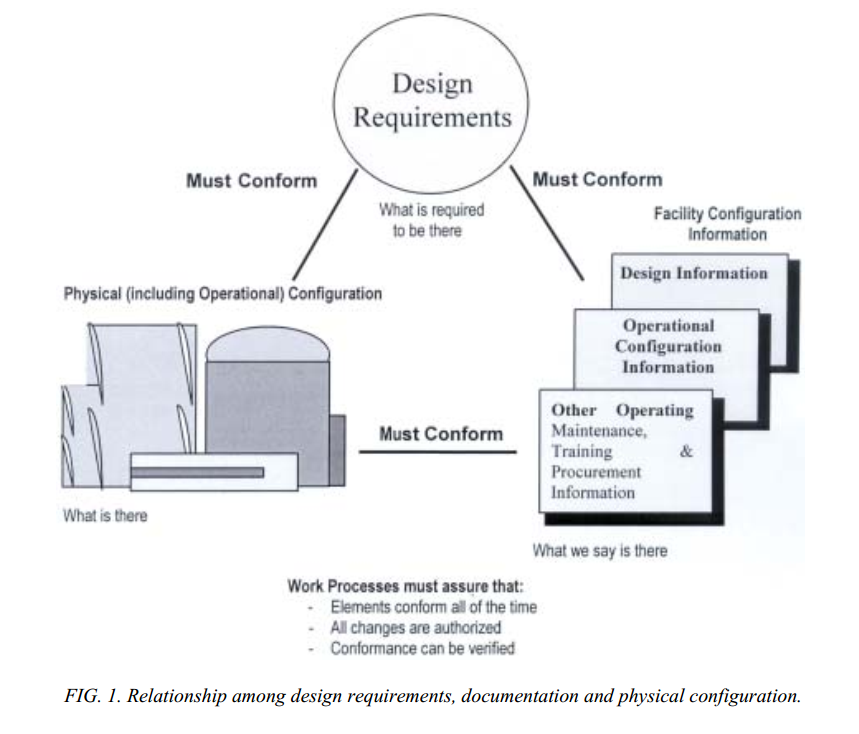 Design
Requirements
Must Conform
Must Conform
What is required
to be there
Facility Configuration
Information
Design Information
Physical (including Operational) Configuration
Operational
Configuration
Information
Other Operating
Maintenance,
Training &
Procurement
Information
Must Conform
What is there
What we say is there
Work Processes must assure that:
- Elements conform all of the time
- All changes are authorized
- Conformance can be verified
FIG. 1. Relationship among design requirements, documentation and physical configuration.